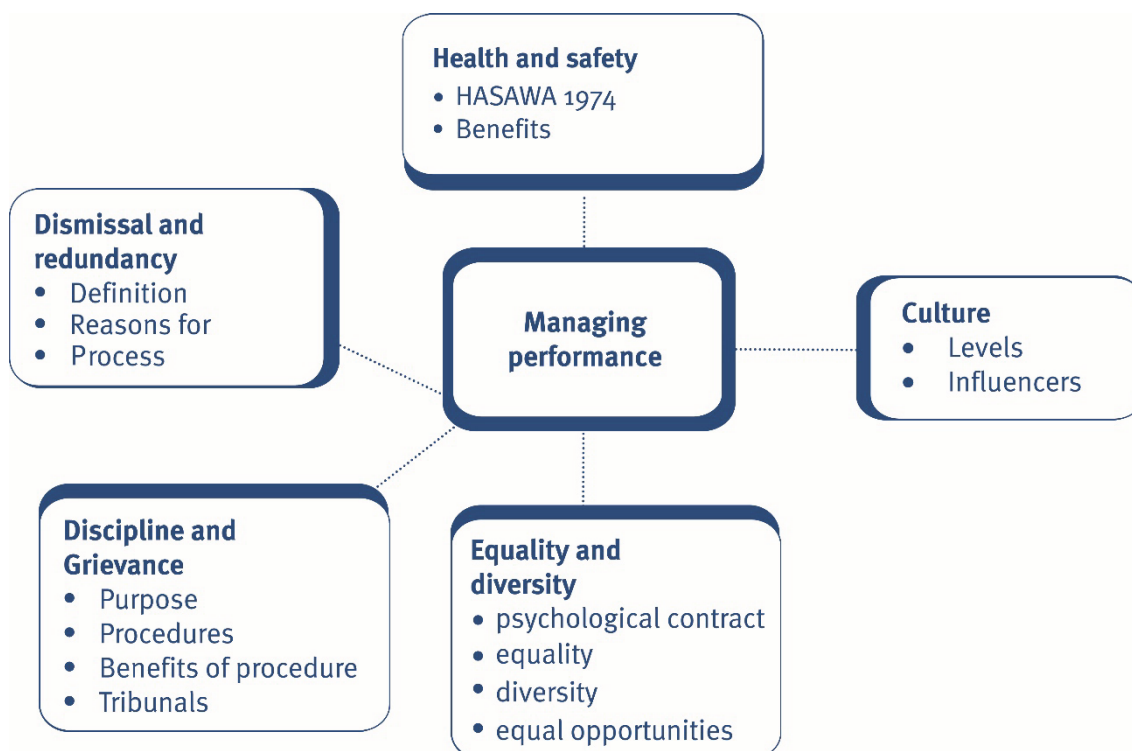 Health and safety
• HASAWA 1974
• Benefits
Dismissal and
redundancy
• Definition
• Reasons for
• Process
Managing
performance
Culture
• Levels
• Influencers
Discipline and
Grievance
• Purpose
• Procedures
• Benefits of procedure
• Tribunals
Equality and
diversity
• psychological contract
• equality
• diversity
• equal opportunities